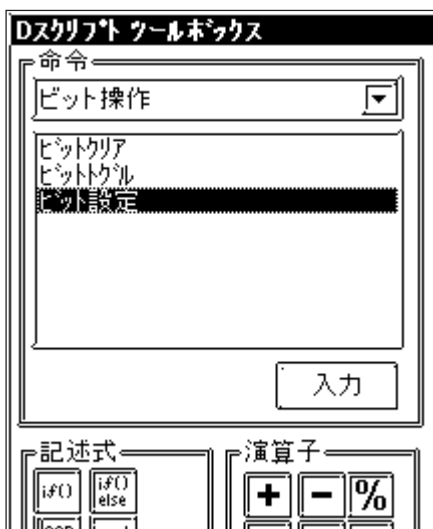 Dｽｸﾘﾌﾟﾄ ﾂｰﾙﾎﾞｯｸｽ
命令
ビット操作
ﾋﾞｯﾄｸﾘｱ
ﾋﾞｯﾄﾄｸﾞﾙ
ﾋﾞｯﾄ設定
入力
記述式 演算子
if() if() else + - %